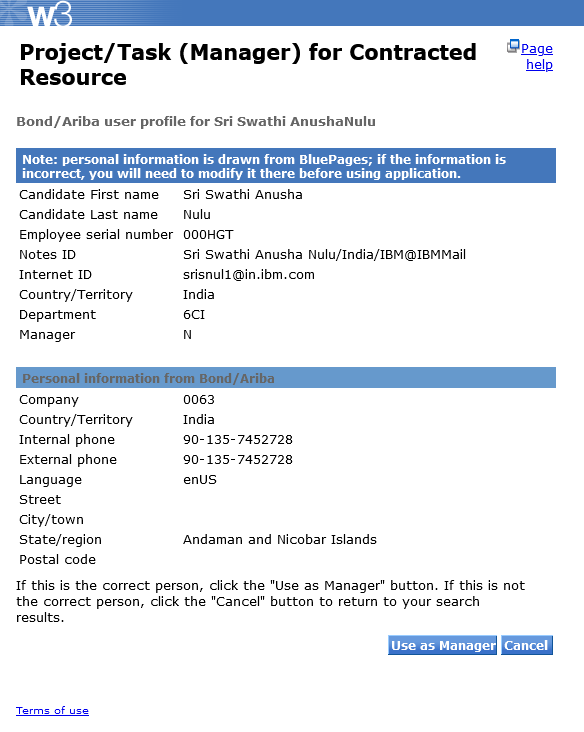 w3
Project/Task (Manager) for Contracted
Resource
Page
help
Bond/Ariba user profile for Sri Swathi AnushaNulu
Note: personal information is drawn from BluePages; if the information is
incorrect, you will need to modify it there before using application.
Candidate First name Sri Swathi Anusha
Candidate Last name Nulu
Employee serial number 000HGT
Notes ID Sri Swathi Anusha Nulu/India/IBM@IBMMail
Internet ID srisnul1@in.ibm.com
Country/Territory India
Department 6CI
Manager N
Personal information from Bond/Ariba
Company 0063
Country/Territory India
Internal phone 90-135-7452728
External phone 90-135-7452728
Language enUS
Street
City/town
State/region Andaman and Nicobar Islands
Postal code
If this is the correct person, click the "Use as Manager" button. If this is not
the correct person, click the "Cancel" button to return to your search
results.
Use as Manager Cancel
Terms of use